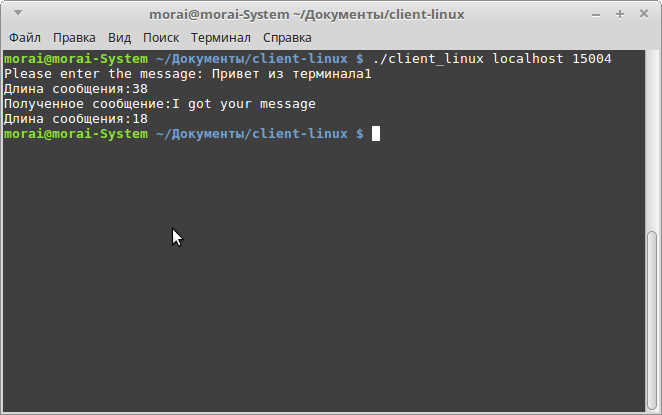 morai@morai-System ~/Документы/client-linux
Файл Правка Вид Поиск Терминал Справка
morai@morai-System ~/Документы/client-linux $ ./client_linux localhost 15004
Please enter the message: Привет из терминала1
Длина сообщения:38
Полученное сообщение:I got your message
Длина сообщения:18
morai@morai-System ~/Документы/client-linux $